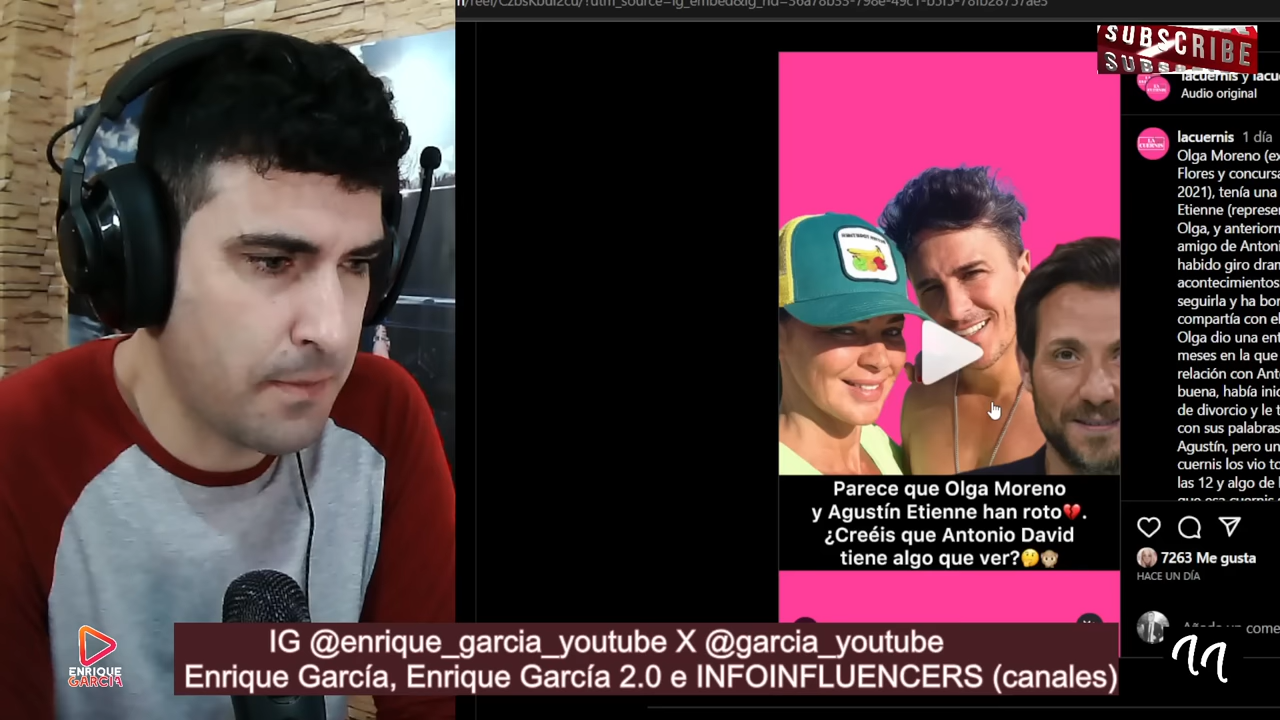 SUBSCRIBE
Audio original
lacuernis 1 día
Olga Moreno (ex
Flores y concursa
2021), tenía una
Etienne (represe
Olga, y anteriorm
amigo de Antoni
habido giro dram
acontecimientos
seguirla y ha bor
compartía con el
Olga dio una ent
meses en la que
relación con Ant
buena, había inic
de divorcio y le t
con sus palabras
Agustín, pero un
cuernis los vio to
las 12 y algo de l
Parece que Olga Moreno
y Agustín Etienne han roto💔.
¿Creéis que Antonio David
tiene algo que ver?🤔🙊
7263 Me gusta
HACE UN DÍA
IG @enrique_garcia_youtube X @garcia_youtube
Enrique García, Enrique García 2.0 e INFOINFLUENCERS (canales)
ENRIQUE
GARCÍA